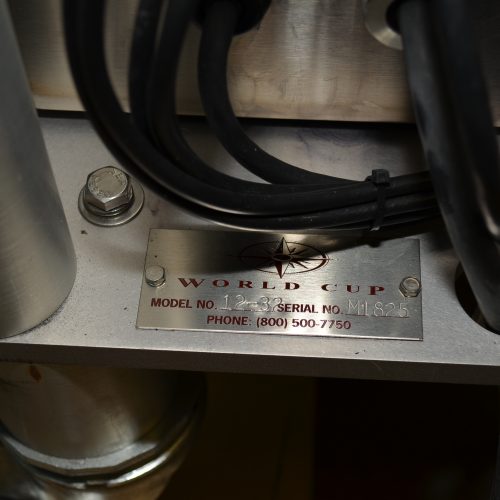 WORLD CUP
MODEL NO. 12-32 SERIAL NO. M1825
PHONE: (800) 500-7750